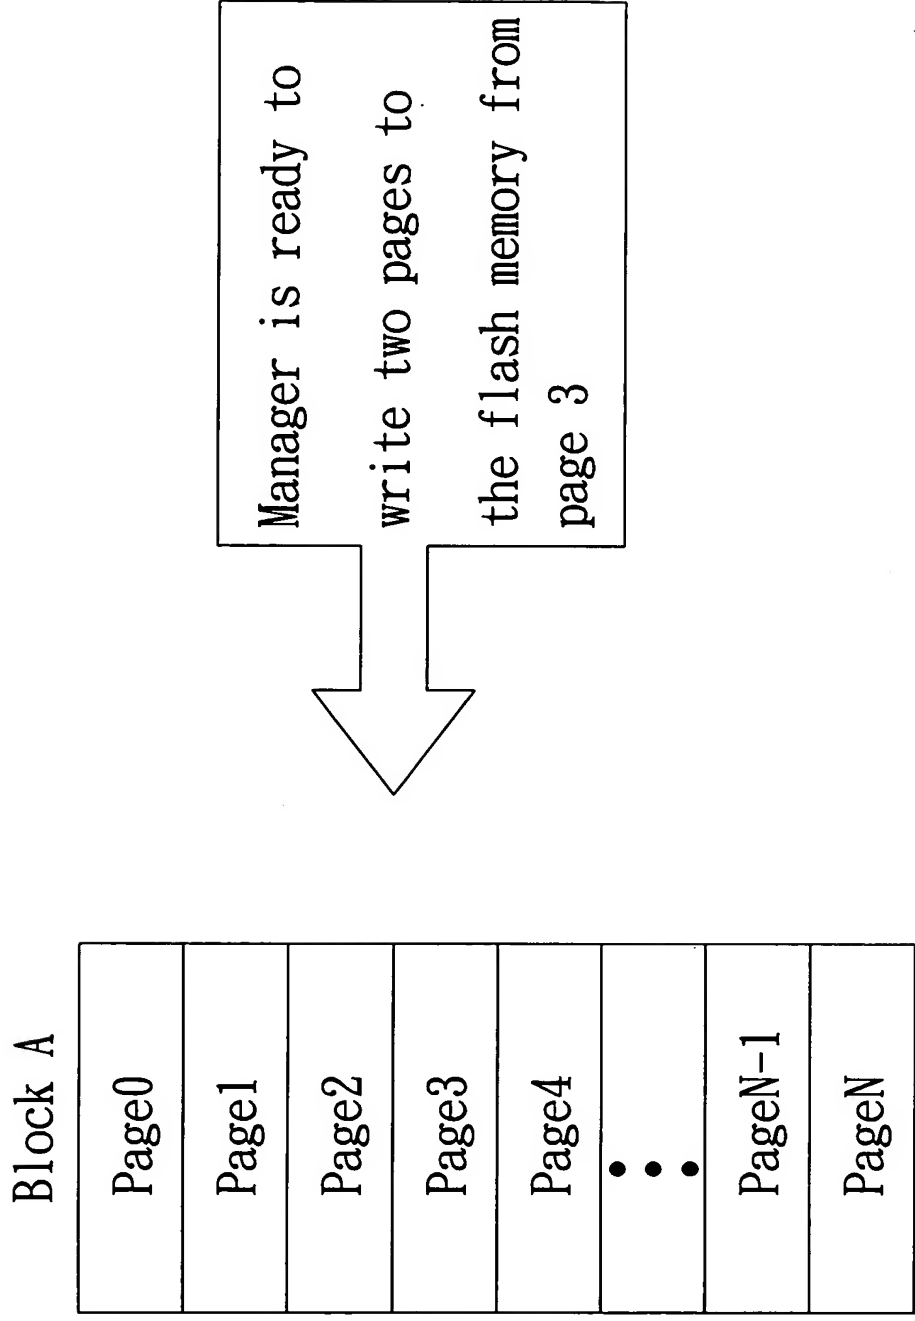 Block A
Page0
Page1
Page2
Page3
Page4
PageN-1
PageN
Manager is ready to
write two pages to
the flash memory from
page 3